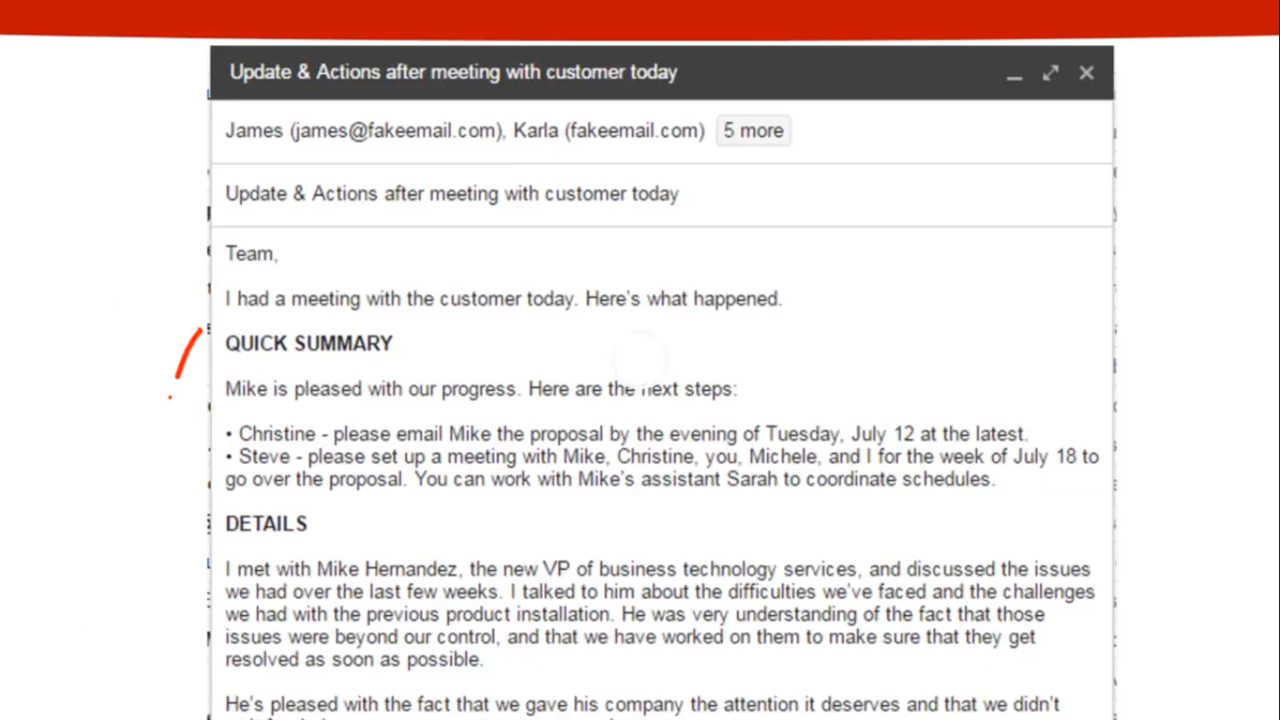 Update & Actions after meeting with customer today
James (james@fakeemail.com), Karla (fakeemail.com) 5 more
Update & Actions after meeting with customer today
Team,
I had a meeting with the customer today. Here's what happened.
QUICK SUMMARY
Mike is pleased with our progress. Here are the next steps:
• Christine - please email Mike the proposal by the evening of Tuesday, July 12 at the latest.
• Steve - please set up a meeting with Mike, Christine, you, Michele, and I for the week of July 18 to
go over the proposal. You can work with Mike's assistant Sarah to coordinate schedules.
DETAILS
I met with Mike Hernandez, the new VP of business technology services, and discussed the issues
we had over the last few weeks. I talked to him about the difficulties we've faced and the challenges
we had with the previous product installation. He was very understanding of the fact that those
issues were beyond our control, and that we have worked on them to make sure that they get
resolved as soon as possible.
He's pleased with the fact that we gave his company the attention it deserves and that we didn't